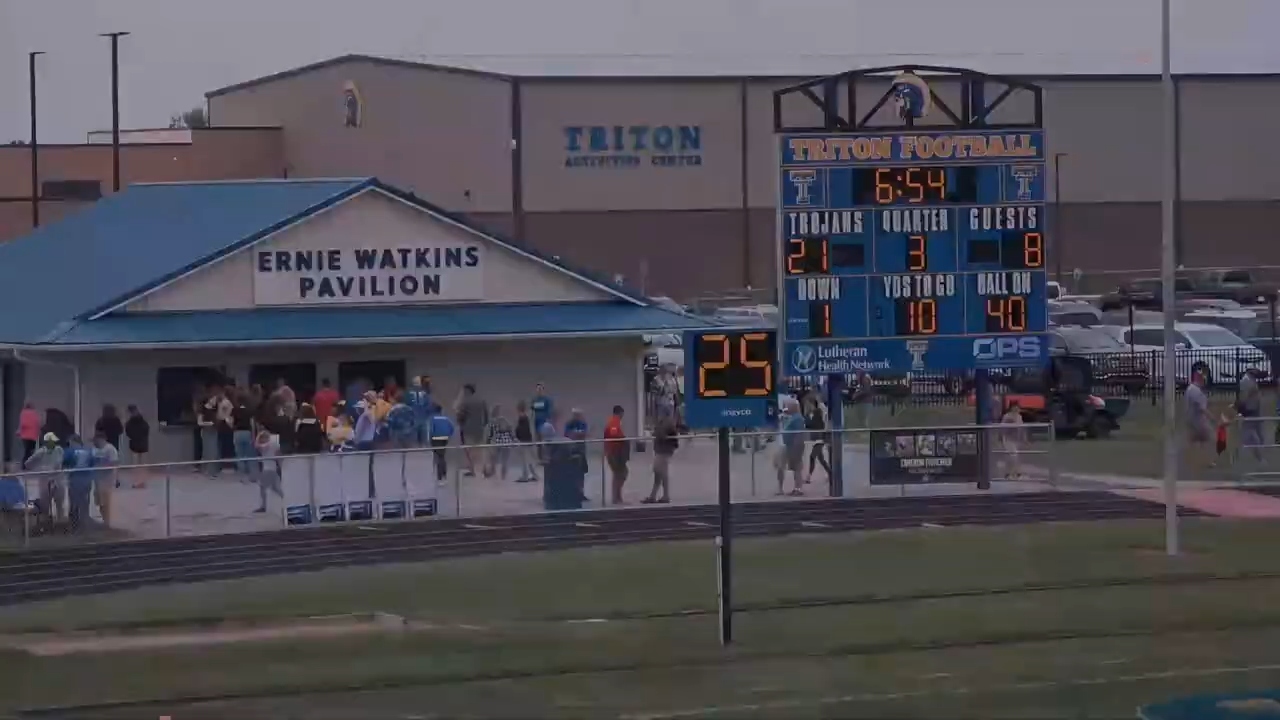 TRITON
ACTIVITIES CENTER
ERNIE WATKINS
PAVILION
TRITON FOOTBALL
T 6:54 T
TROJANS QUARTER GUESTS
21 3 8
DOWN YDS TO GO BALL ON
1 10 40
Lutheran
Health Network
T
OPS
25